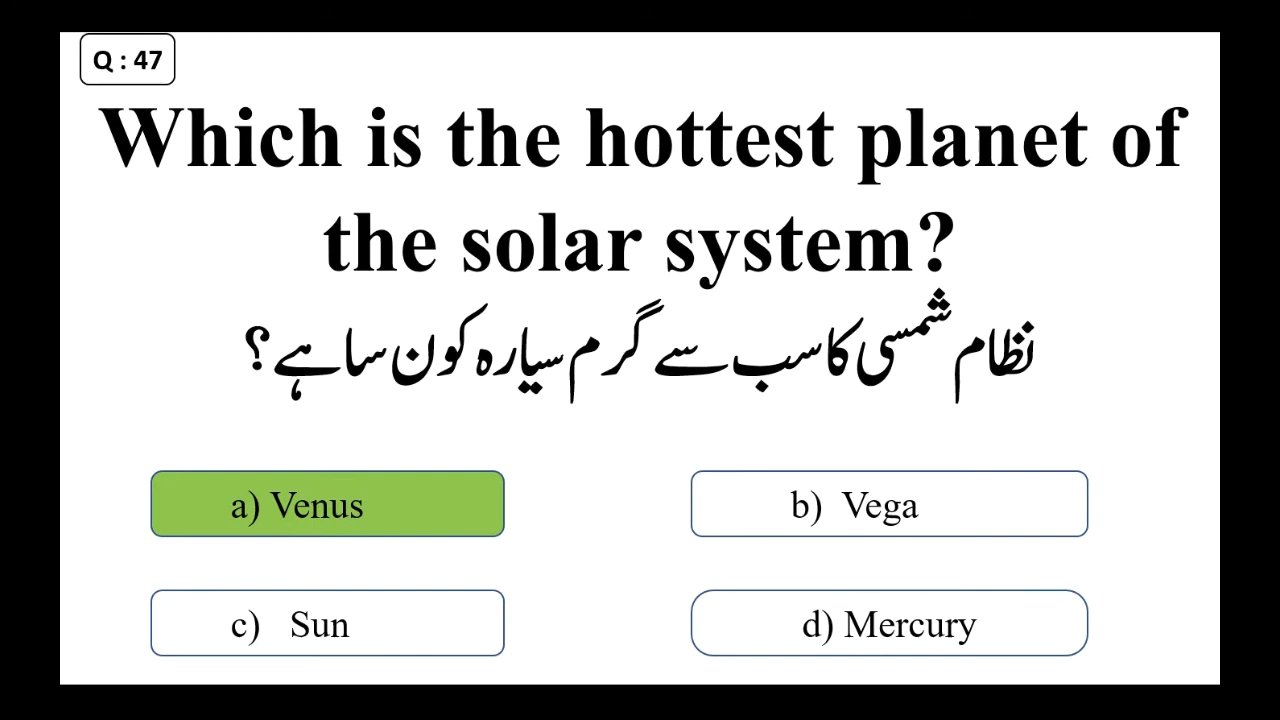 Q : 47
Which is the hottest planet of
the solar system?
نظام شمسی کا سب سے گرم سیارہ کون سا ہے ؟
a) Venus
b) Vega
c) Sun
d) Mercury